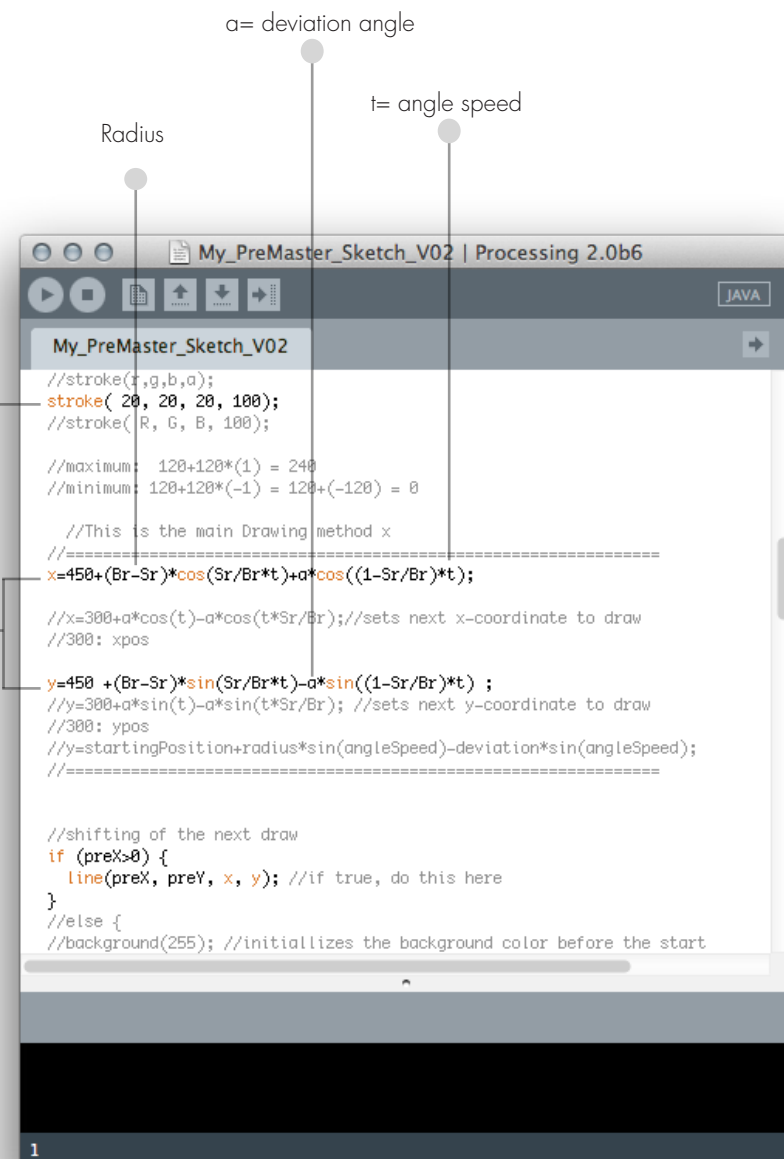 a= deviation angle
t= angle speed
Radius
My_PreMaster_Sketch_V02 | Processing 2.0b6
JAVA
My_PreMaster_Sketch_V02
//stroke(r,g,b,a);
stroke( 20, 20, 20, 100);
//stroke( R, G, B, 100);
//maximum:  120+120*(1) = 240
//minimum: 120+120*(-1) = 120+(-120) = 0
//This is the main Drawing method x
//==============================================================
x=450+(Br-Sr)*cos(Sr/Br*t)+a*cos((1-Sr/Br)*t);
//x=300+a*cos(t)-a*cos(t*Sr/Br);//sets next x-coordinate to draw
//300: xpos
y=450 +(Br-Sr)*sin(Sr/Br*t)-a*sin((1-Sr/Br)*t) ;
//y=300+a*sin(t)-a*sin(t*Sr/Br); //sets next y-coordinate to draw
//300: ypos
//y=startingPosition+radius*sin(angleSpeed)-deviation*sin(angleSpeed);
//==============================================================
//shifting of the next draw
if (preX>0) {
line(preX, preY, x, y); //if true, do this here
}
//else {
//background(255); //initiallizes the background color before the start
1